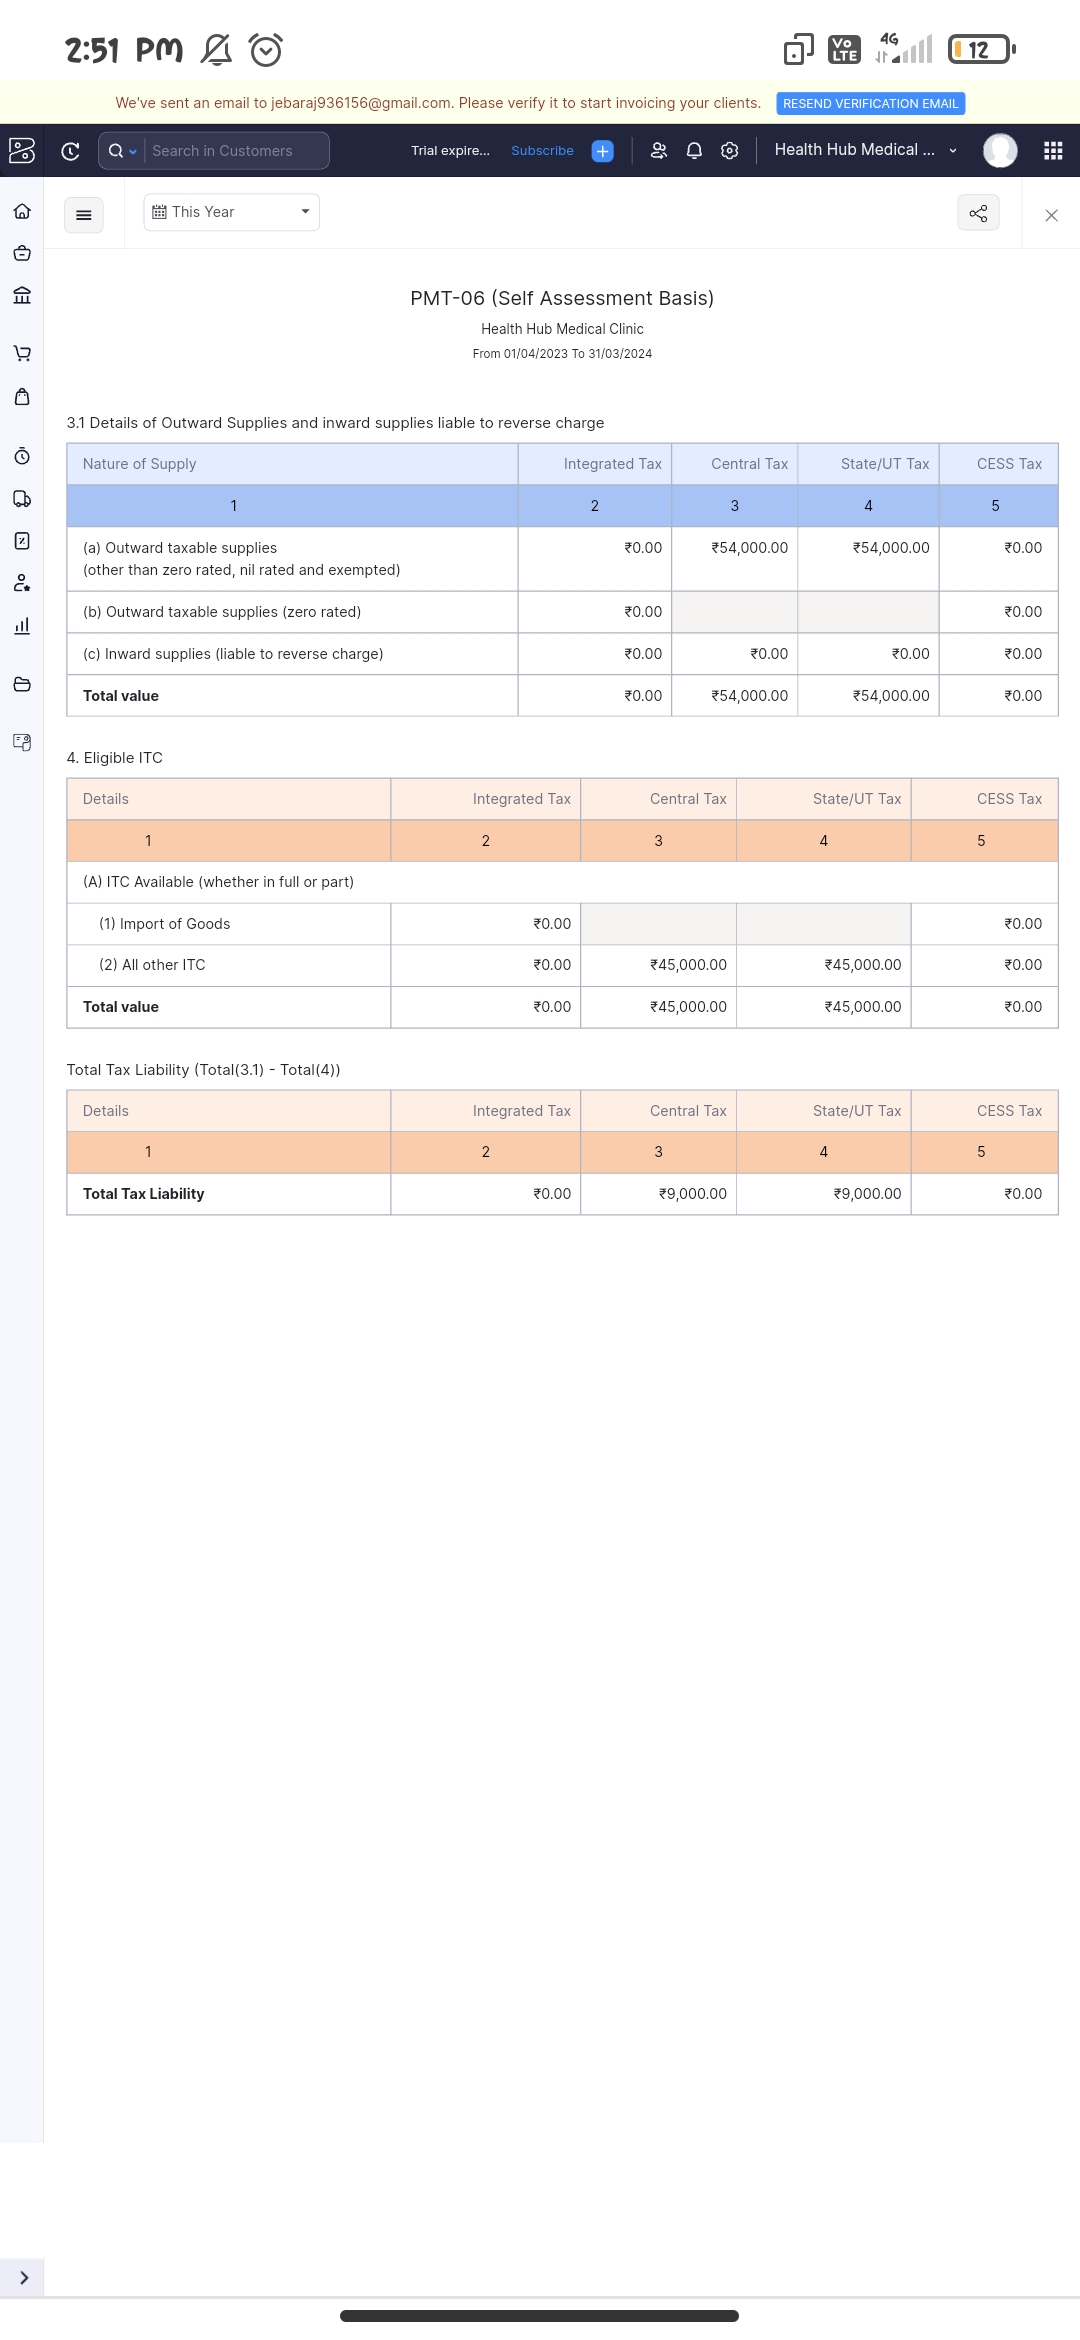 2:51 PM
Vo LTE 4G 12
We've sent an email to jebaraj936156@gmail.com. Please verify it to start invoicing your clients. RESEND VERIFICATION EMAIL
Search in Customers Trial expire... Subscribe Health Hub Medical ...
This Year
PMT-06 (Self Assessment Basis)
Health Hub Medical Clinic
From 01/04/2023 To 31/03/2024
3.1 Details of Outward Supplies and inward supplies liable to reverse charge
Nature of Supply Integrated Tax Central Tax State/UT Tax CESS Tax
1 2 3 4 5
(a) Outward taxable supplies ₹0.00 ₹54,000.00 ₹54,000.00 ₹0.00
(other than zero rated, nil rated and exempted)
(b) Outward taxable supplies (zero rated) ₹0.00 ₹0.00
(c) Inward supplies (liable to reverse charge) ₹0.00 ₹0.00 ₹0.00 ₹0.00
Total value ₹0.00 ₹54,000.00 ₹54,000.00 ₹0.00
4. Eligible ITC
Details Integrated Tax Central Tax State/UT Tax CESS Tax
1 2 3 4 5
(A) ITC Available (whether in full or part)
(1) Import of Goods ₹0.00 ₹0.00
(2) All other ITC ₹0.00 ₹45,000.00 ₹45,000.00 ₹0.00
Total value ₹0.00 ₹45,000.00 ₹45,000.00 ₹0.00
Total Tax Liability (Total(3.1) - Total(4))
Details Integrated Tax Central Tax State/UT Tax CESS Tax
1 2 3 4 5
Total Tax Liability ₹0.00 ₹9,000.00 ₹9,000.00 ₹0.00